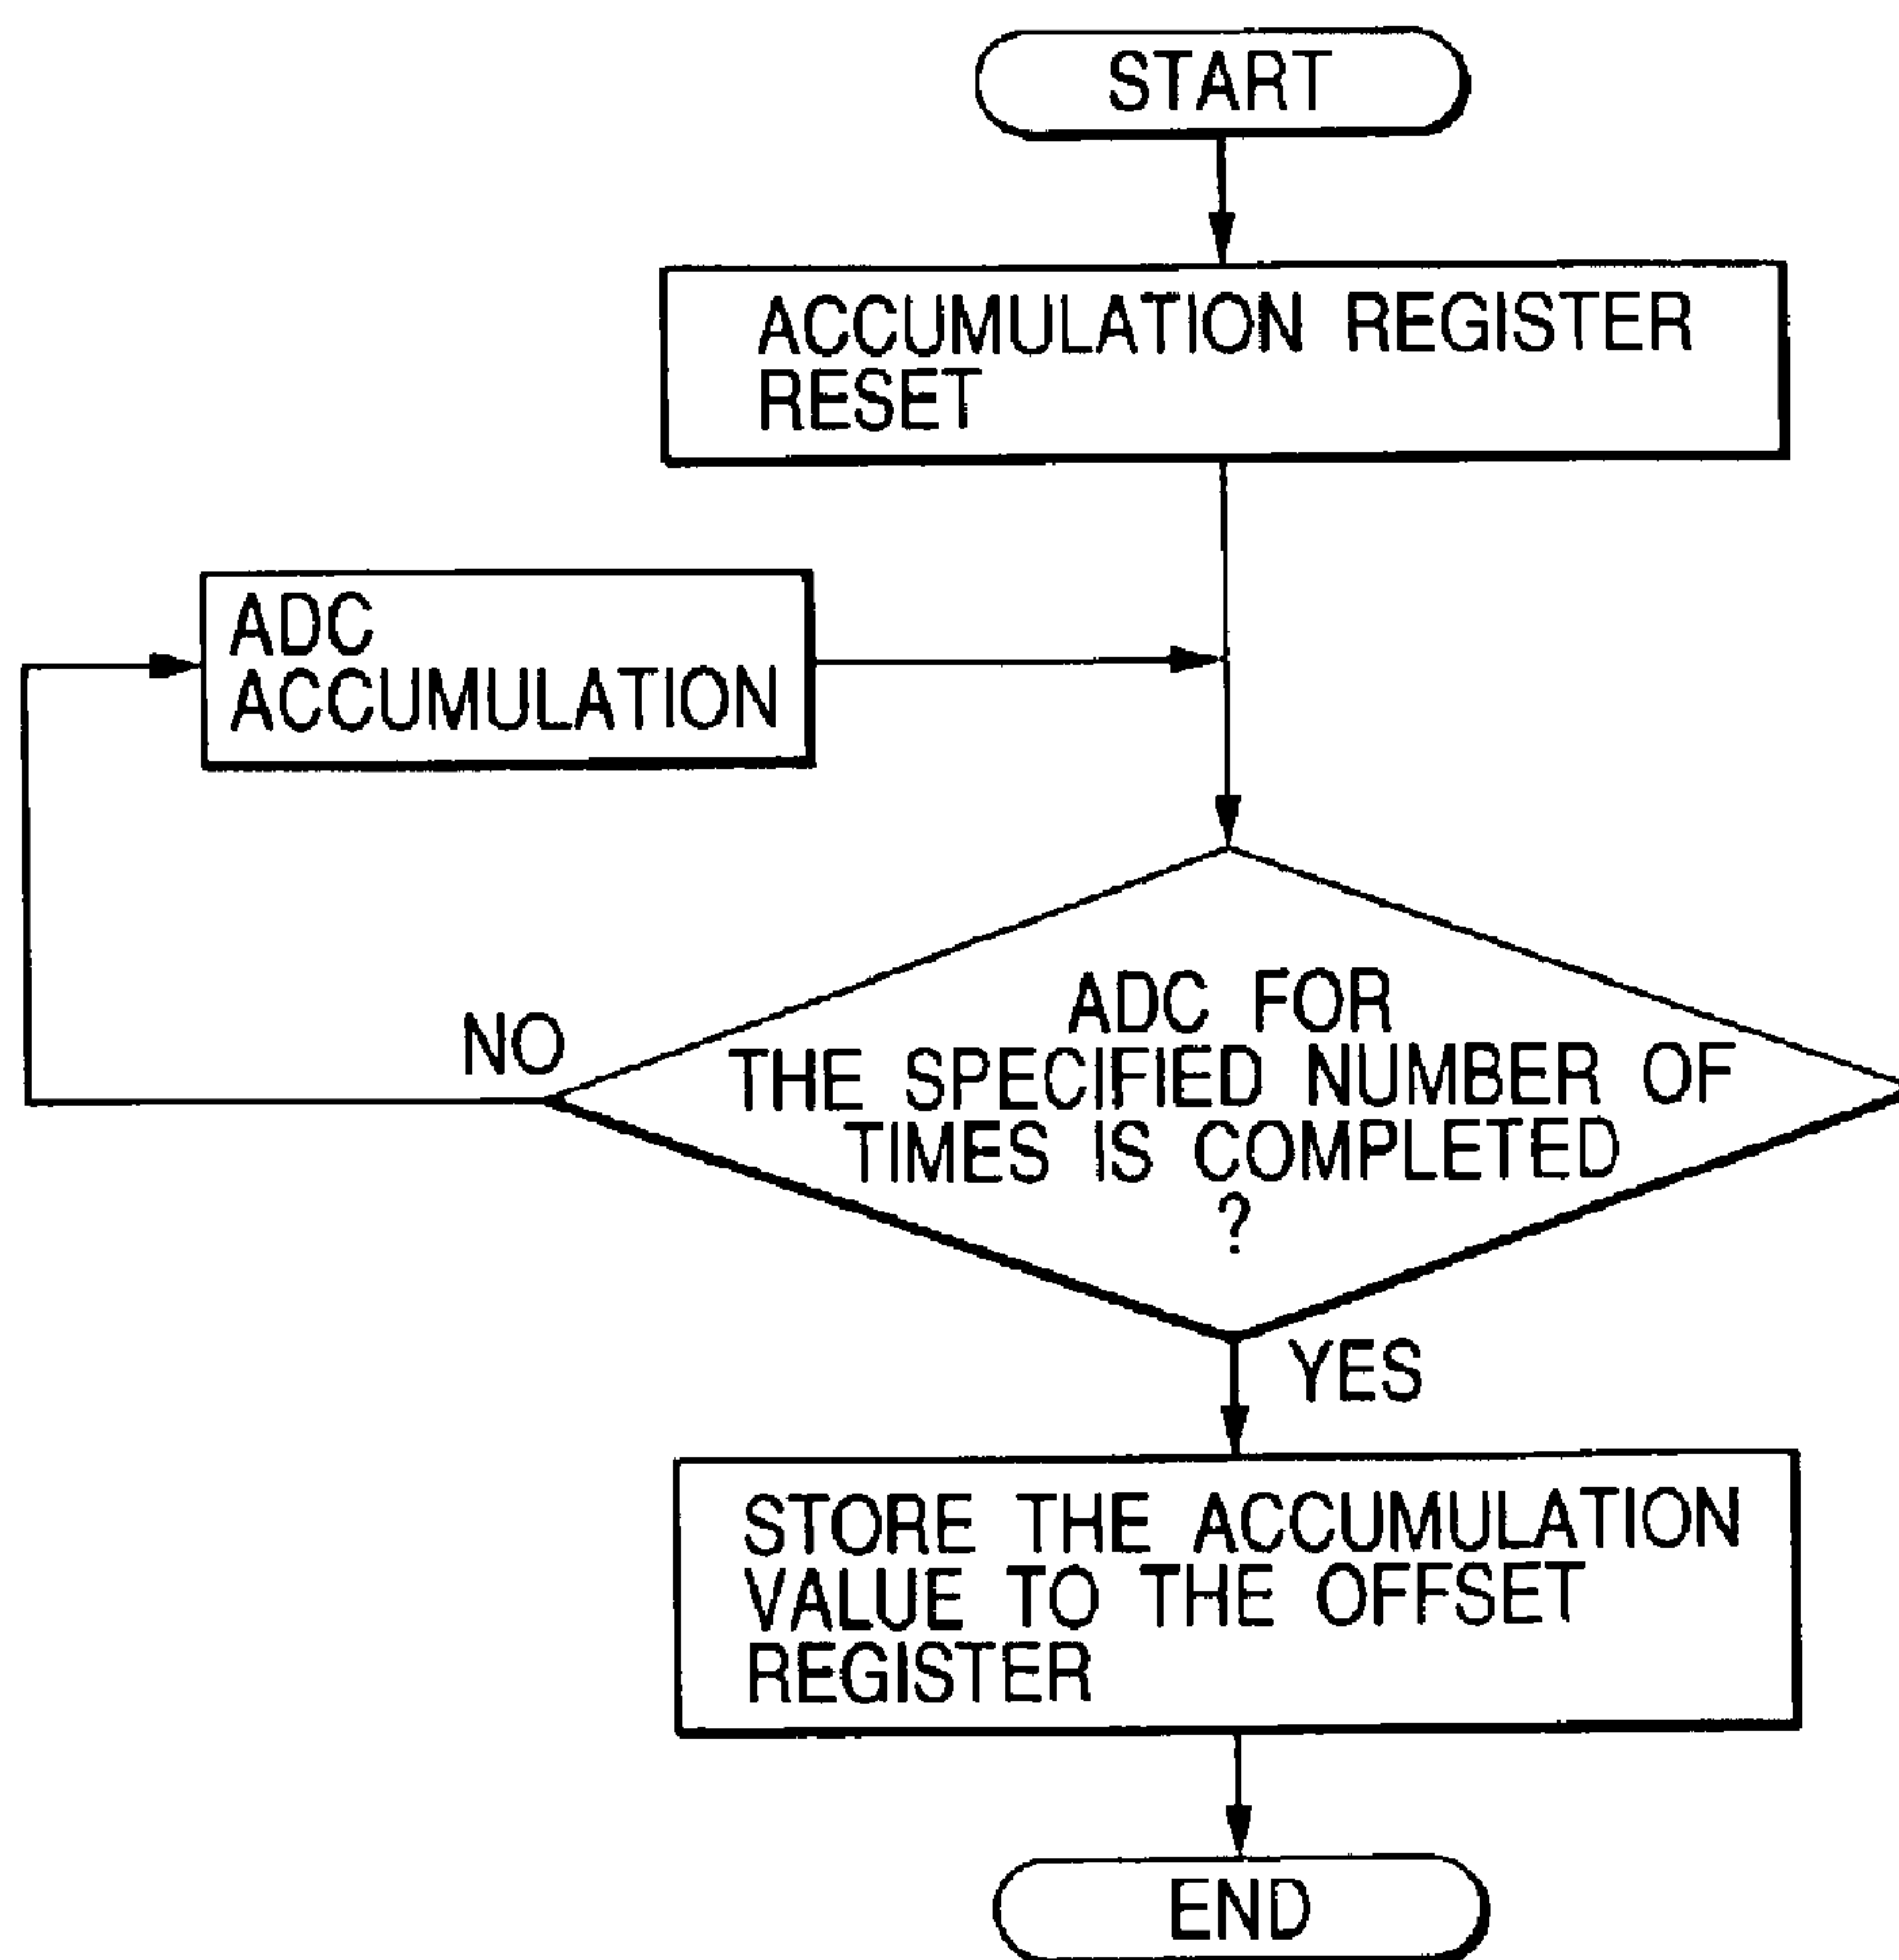 START
ACCUMULATION REGISTER
RESET
ADC
ACCUMULATION
ADC FOR
THE SPECIFIED NUMBER OF
TIMES IS COMPLETED
?
NO
YES
STORE THE ACCUMULATION
VALUE TO THE OFFSET
REGISTER
END